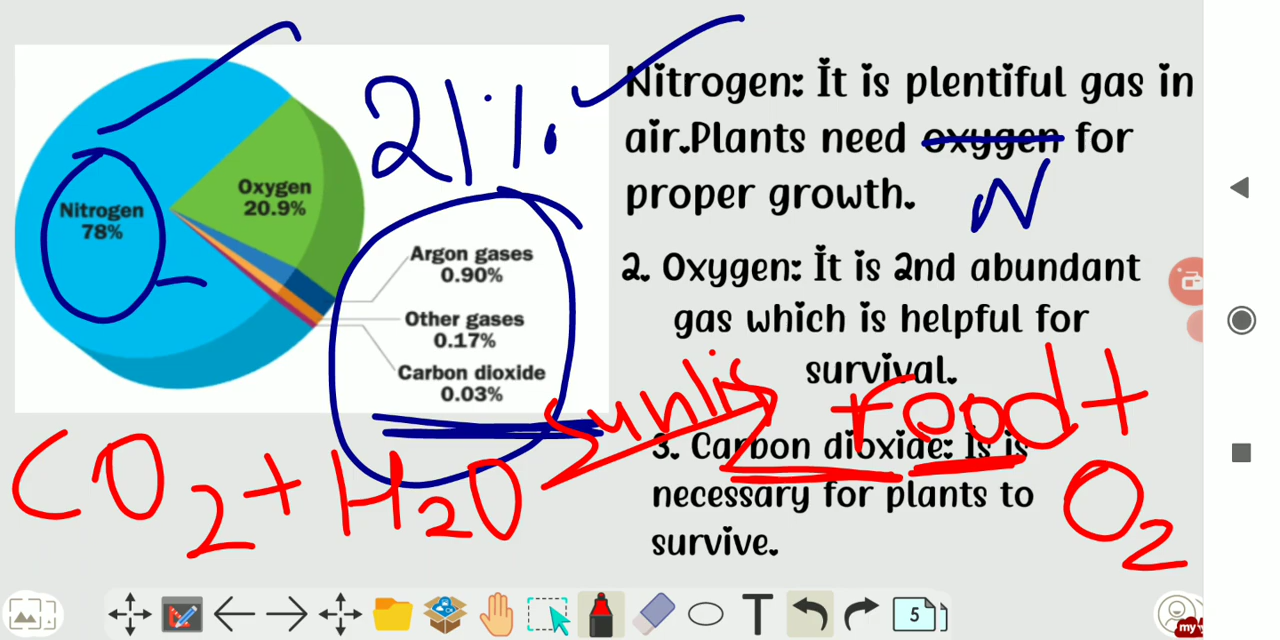 21%
Nitrogen
78%
Oxygen
20.9%
Argon gases
0.90%
Other gases
0.17%
Carbon dioxide
0.03%
Nitrogen: It is plentiful gas in
air.Plants need oxygen for
proper growth.
N
2. Oxygen: It is 2nd abundant
gas which is helpful for
survival.
3. Carbon dioxide: Is is
necessary for plants to
survive.
CO2 + H2O
food +
O2
T
5
my